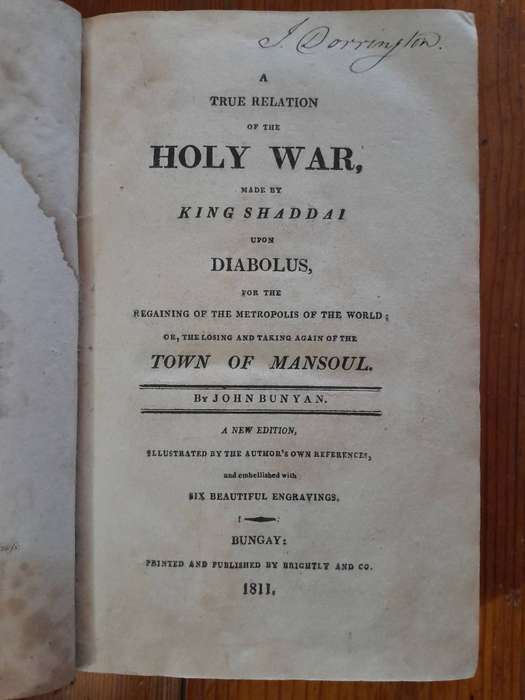 J. Dorrington.
A
TRUE RELATION
OF THE
HOLY WAR,
MADE BY
KING SHADDAI
UPON
DIABOLUS,
FOR THE
REGAINING OF THE METROPOLIS OF THE WORLD;
OR, THE LOSING AND TAKING AGAIN OF THE
TOWN OF MANSOUL.
BY JOHN BUNYAN.
A NEW EDITION,
ILLUSTRATED BY THE AUTHOR'S OWN REFERENCES,
and embellished with
SIX BEAUTIFUL ENGRAVINGS.
BUNGAY:
PRINTED AND PUBLISHED BY BRIGHTLY AND CO.
1811.